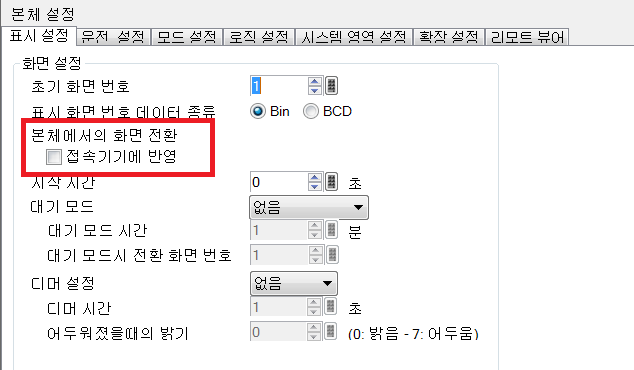 본체 설정
표시 설정 운전 설정 모드 설정 로직 설정 시스템 영영 설정 확장 설정 리모트 뷰어
화면 설정
초기 화면 번호 1
표시 화면 번호 데이터 종류 Bin BCD
본체에서의 화면 전환
접속기기에 반영
시작 시간 0 초
대기 모드 없음
대기 모드 시간 1 분
대기 모드시 전환 화면 번호 1
디머 설정 없음
디머 시간 1 초
어두워졌을때의 밝기 0 (0: 밝음 - 7: 어두움)